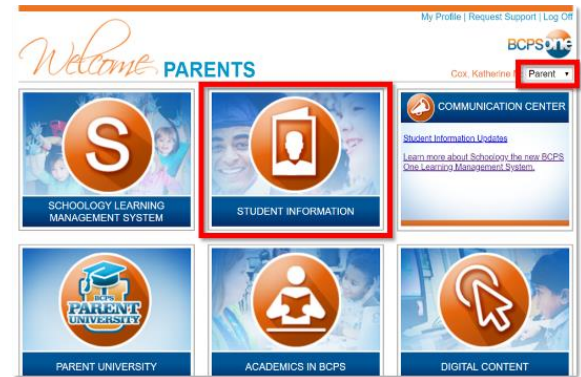 My Profile | Request Support | Log Off
BCPSone
Welcome PARENTS
Cox, Katherine
Parent
COMMUNICATION CENTER
Student Information Updates
Learn more about Schoology the new BCPS
One Learning Management System.
S
SCHOOLOGY LEARNING
MANAGEMENT SYSTEM
STUDENT INFORMATION
BCPS
PARENT
UNIVERSITY
PARENT UNIVERSITY
ACADEMICS IN BCPS
DIGITAL CONTENT